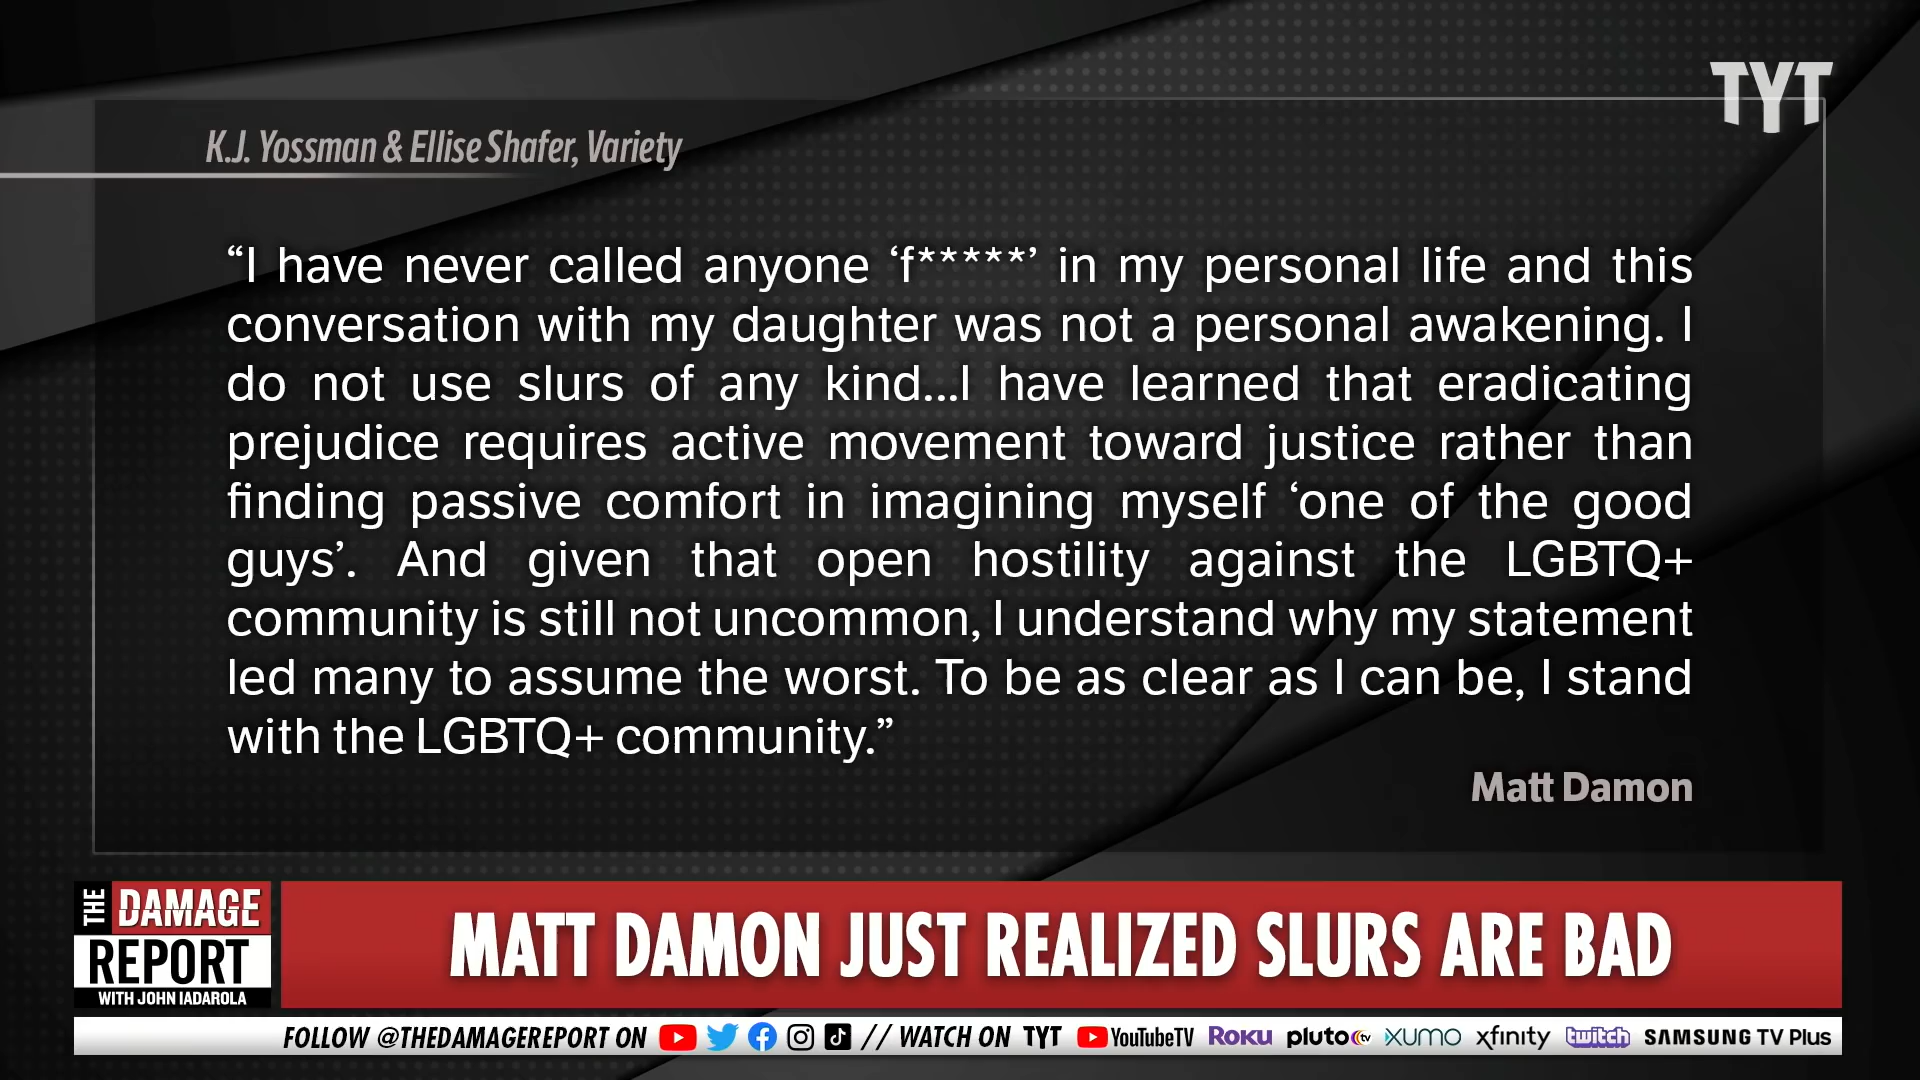 TYT
K.J. Yossman & Ellise Shafer, Variety
“I have never called anyone ‘f*****’ in my personal life and this
conversation with my daughter was not a personal awakening. I
do not use slurs of any kind...I have learned that eradicating
prejudice requires active movement toward justice rather than
finding passive comfort in imagining myself ‘one of the good
guys’. And given that open hostility against the LGBTQ+
community is still not uncommon, I understand why my statement
led many to assume the worst. To be as clear as I can be, I stand
with the LGBTQ+ community.”
Matt Damon
THE DAMAGE
REPORT
WITH JOHN IADAROLA
MATT DAMON JUST REALIZED SLURS ARE BAD
FOLLOW @THEDAMAGEREPORT ON // WATCH ON TYT YouTubeTV ROKU pluto tv XUMO xfinity twitch SAMSUNG TV Plus